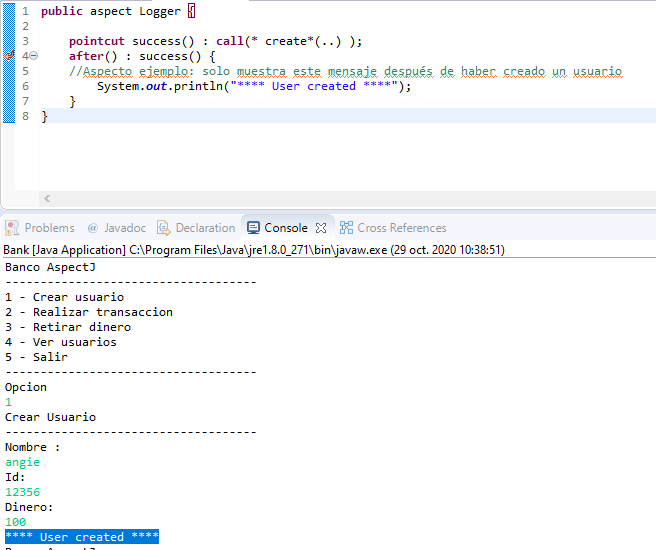 1 public aspect Logger {
2
3 pointcut success() : call(* create*(..) );
4 after() : success() {
5 //Aspecto ejemplo: solo muestra este mensaje después de haber creado un usuario
6 System.out.println("**** User created ****");
7 }
8 }
Problems @ Javadoc Declaration Console Cross References
Bank [Java Application] C:\Program Files\Java\jre1.8.0_271\bin\javaw.exe (29 oct. 2020 10:38:51)
Banco AspectJ
------------------------------------
1 - Crear usuario
2 - Realizar transaccion
3 - Retirar dinero
4 - Ver usuarios
5 - Salir
------------------------------------
Opcion
1
Crear Usuario
------------------------------------
Nombre :
angie
Id:
12356
Dinero:
100
**** User created ****